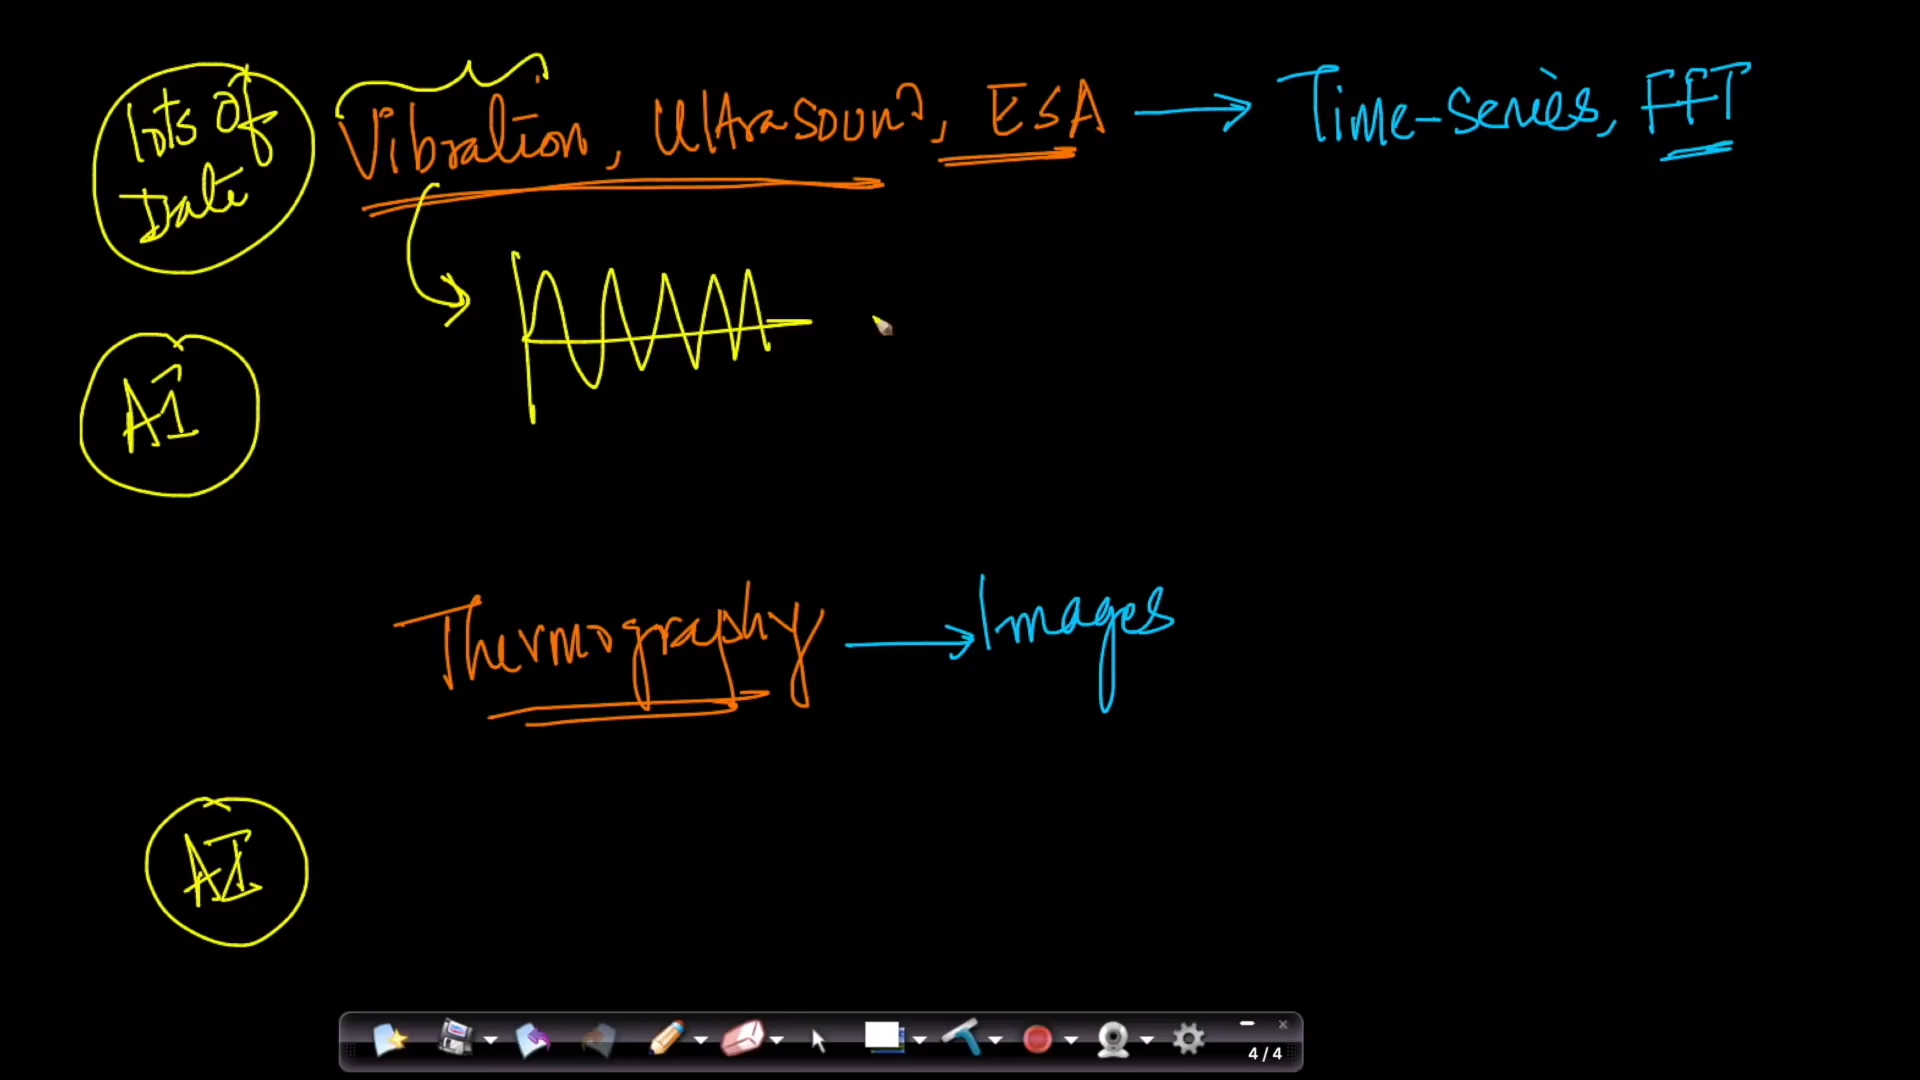 lots of
Data
Vibration, Ultrasound, ESA → Time-series, FFT
AI
Thermography → Images
AI
4/4